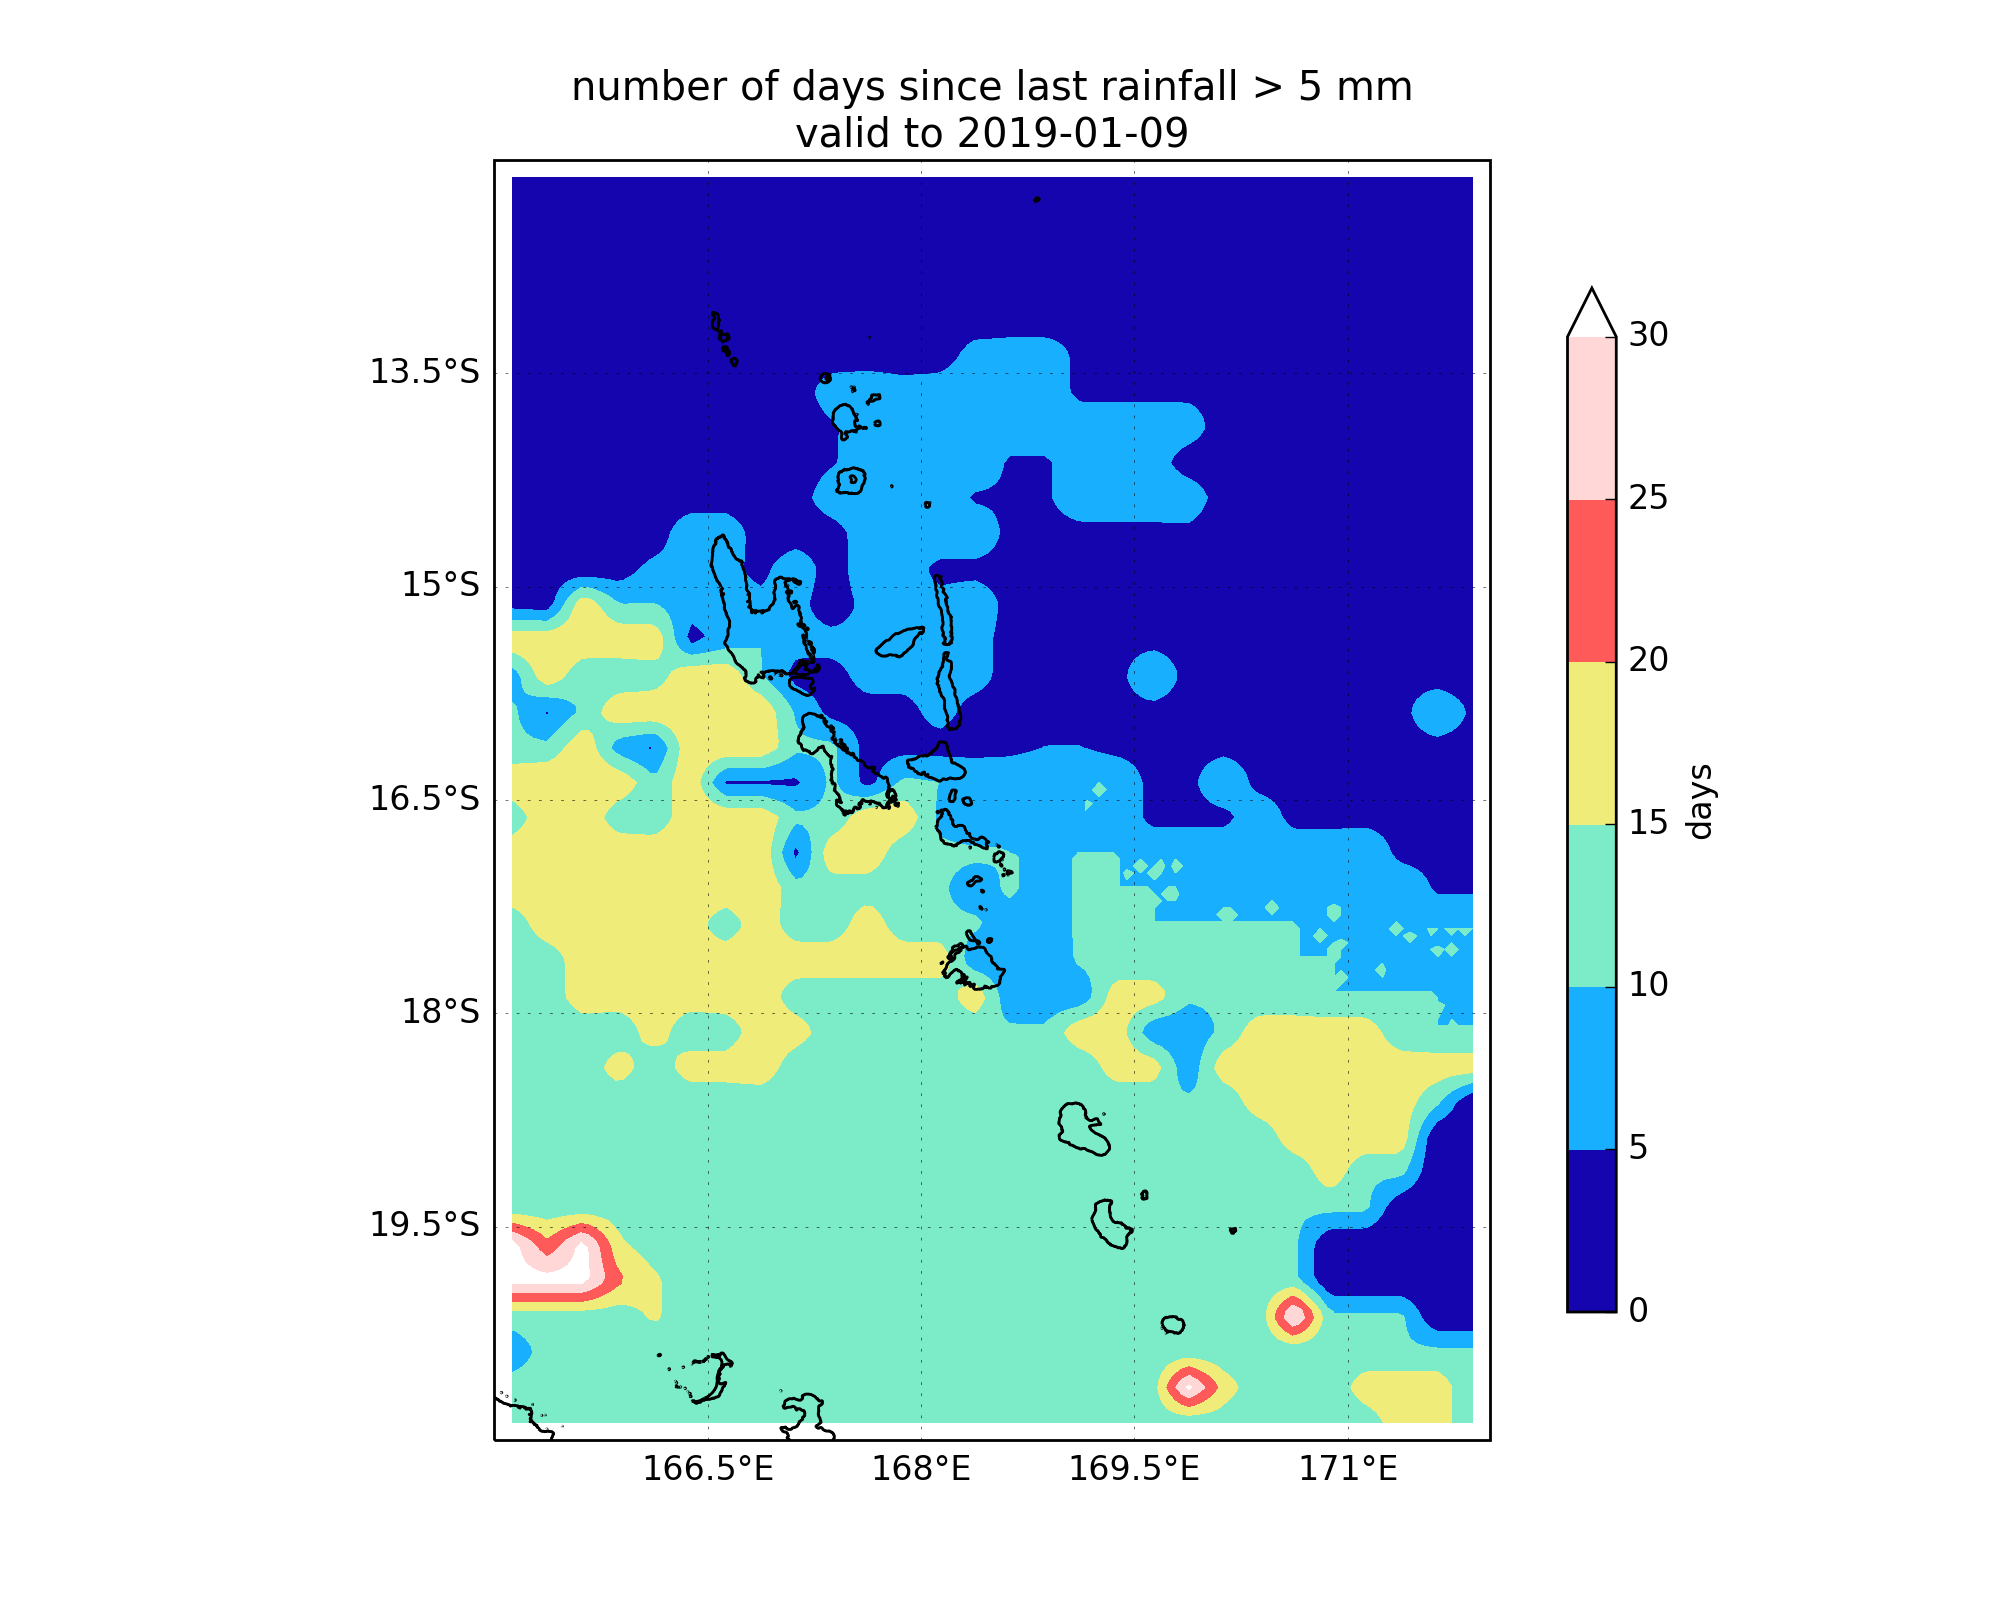 number of days since last rainfall > 5 mm
valid to 2019-01-09
13.5°S
15°S
16.5°S
18°S
19.5°S
166.5°E
168°E
169.5°E
171°E
30
25
20
15
10
5
0
days